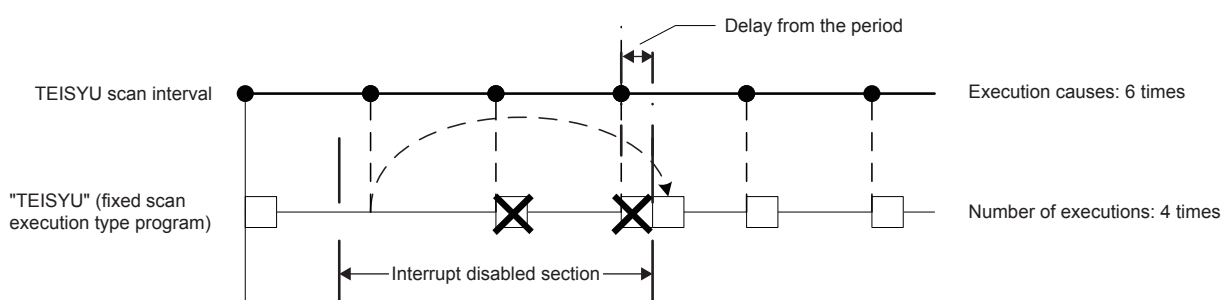 Delay from the period
TEISYU scan interval
Execution causes: 6 times
"TEISYU" (fixed scan
execution type program)
Number of executions: 4 times
Interrupt disabled section